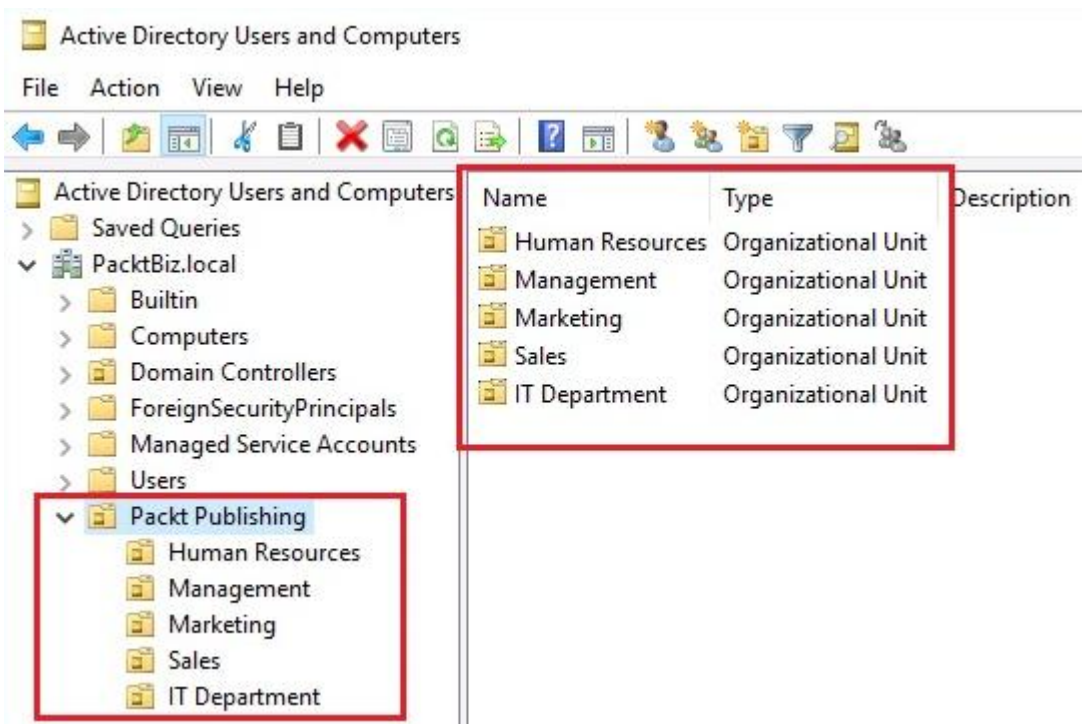 Active Directory Users and Computers
File Action View Help
Active Directory Users and Computers
Saved Queries
PacktBiz.local
Builtin
Computers
Domain Controllers
ForeignSecurityPrincipals
Managed Service Accounts
Users
Packt Publishing
Human Resources
Management
Marketing
Sales
IT Department
Name Type Description
Human Resources Organizational Unit
Management Organizational Unit
Marketing Organizational Unit
Sales Organizational Unit
IT Department Organizational Unit